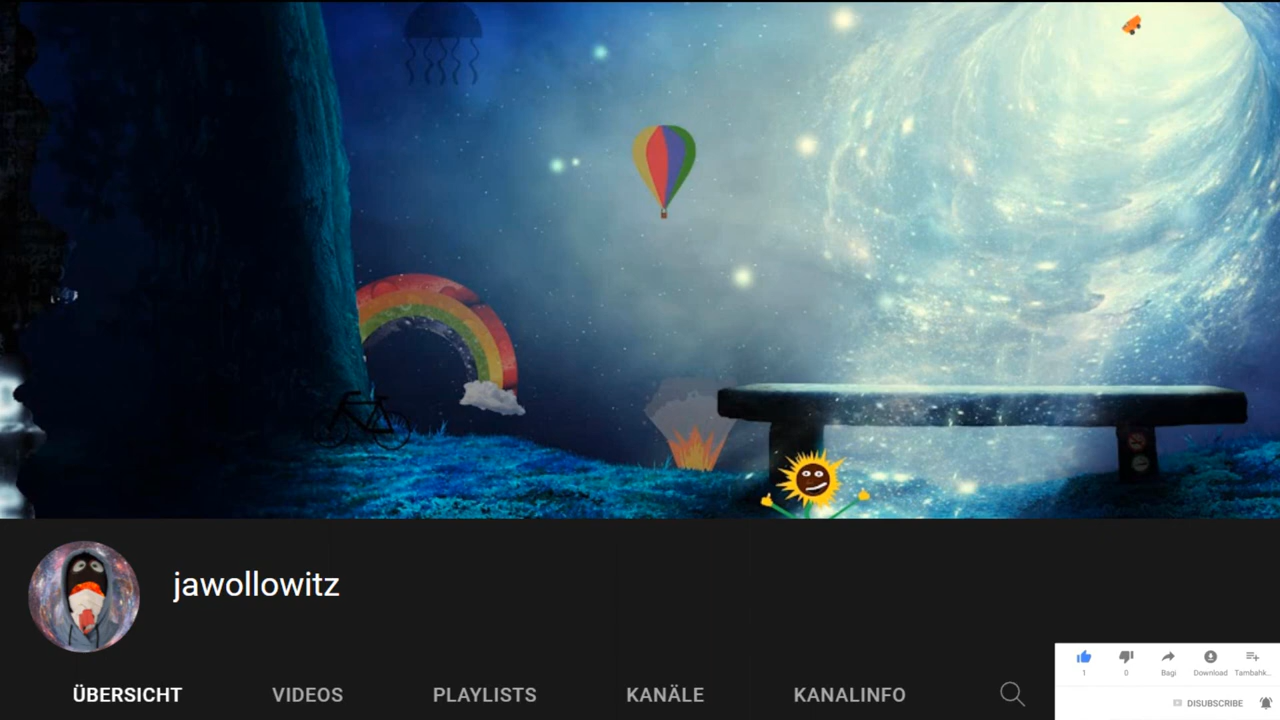 jawollowitz
ÜBERSICHT VIDEOS PLAYLISTS KANÄLE KANALINFO
1 0 Bagi Download Tambahk...
DISUBSCRIBE